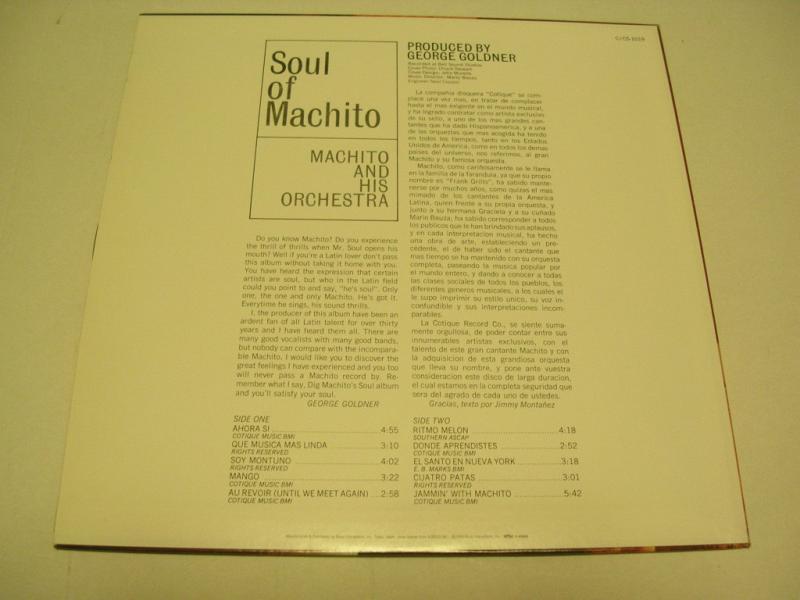 CJCS-1019
Soul
of
Machito
MACHITO
AND
HIS
ORCHESTRA
Do you know Machito? Do you experience
the thrill of thrills when Mr. Soul opens his
mouth? Well if you're a Latin lover don't pass
this album without taking it home with you.
You have heard the expression that certain
artists are soul, but who in the Latin field
could you point to and say, "he's soul". Only
one, the one and only Machito. He's got it.
Everytime he sings, his sound thrills.
I, the producer of this album have been an
ardent fan of all Latin talent for over thirty
years and I have heard them all. There are
many good vocalists with many good bands,
but nobody can compare with the incompara-
ble Machito. I would like you to discover the
great feelings I have experienced and you too
will never pass a Machito record by. Re-
member what I say, Dig Machito's Soul album
and you'll satisfy your soul.
GEORGE GOLDNER
PRODUCED BY
GEORGE GOLDNER
Recorded at Bell Sound Studios
Cover Photo: Chuck Stewart
Cover Design: John Murello
Music Director: Mario Bauza
Engineer:
La compañia disquera "Cotique" se com-
place una vez mas, en tratar de complacer
hasta el mas exigente en el mundo musical,
y ha logrado contratar como artista exclusivo
de su sello, a uno de los mas grandes can-
tantes que ha dado Hispanoamerica, y a una
de las orquestas que mas acogida ha tenido
en todos los tiempos, tanto en los Estados
Unidos de America, como en todos los demas
paises del universo, nos referimos, al gran
Machito y su famosa orquesta.
Machito, como cariñosamente se le llama
en la familia de la farandula, ya que su propio
nombre es "Frank Grillo", ha sabido mante-
nerse por muchos años, como quizas el mas
mimado de los cantantes de la America
Latina, quien frente a su propia orquesta, y
junto a su hermana Graciela y a su cuñado
Mario Bauza, ha sabido corresponder a todos
los publicos que le han brindado sus aplausos,
y en cada interpretacion musical, ha hecho
una obra de arte, estableciendo un pre-
cedente, el de haber sido el cantante que
mas tiempo se ha mantenido con su orquesta
completa, paseando la musica popular por
el mundo entero, y dando a conocer a todas
las clases sociales de todos los pueblos, los
diferentes generos musicales, a los cuales el
le supo imprimir su estilo unico, su voz in-
confundible y sus interpretaciones incom-
parables.
La Cotique Record Co., se siente suma-
mente orgullosa, de poder contar entre sus
innumerables artistas exclusivos, con el
talento de este gran cantante Machito y con
la adquisicion de esta grandiosa orquesta
que lleva su nombre, y pone ante vuestra
consideracion este disco de larga duracion,
el cual estamos en la completa seguridad que
sera del agrado de cada uno de ustedes.
Gracias, texto por Jimmy Montañez
SIDE ONE
AHORA SI 4:55
COTIQUE MUSIC BMI
QUE MUSICA MAS LINDA 3:10
RIGHTS RESERVED
SOY MONTUNO 4:02
RIGHTS RESERVED
MANGO 3:22
COTIQUE MUSIC BMI
AU REVOIR (UNTIL WE MEET AGAIN) 2:58
COTIQUE MUSIC BMI
SIDE TWO
RITMO MELON 4:18
SOUTHERN ASCAP
DONDE APRENDISTES 2:52
COTIQUE MUSIC BMI
EL SANTO EN NUEVA YORK 3:18
E. B. MARKS BMI
CUATRO PATAS 3:01
RIGHTS RESERVED
JAMMIN' WITH MACHITO 5:42
COTIQUE MUSIC BMI